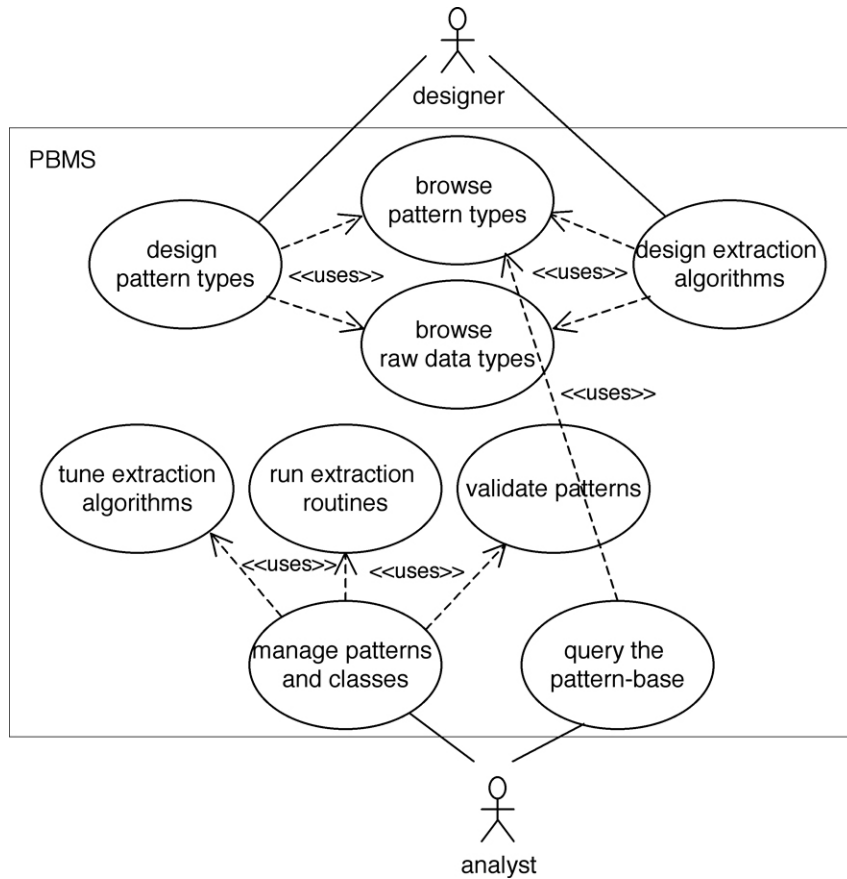 designer
PBMS
browse
pattern types
design
pattern types
<<uses>>
<<uses>>
design extraction
algorithms
browse
raw data types
<<uses>>
tune extraction
algorithms
run extraction
routines
validate patterns
<<uses>>
<<uses>>
manage patterns
and classes
query the
pattern-base
analyst